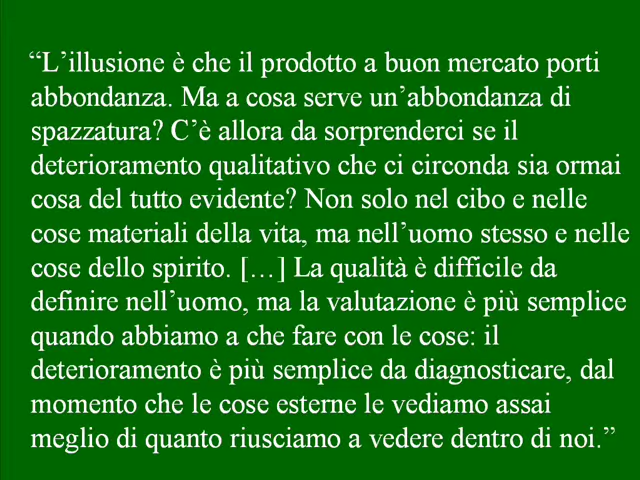 “L’illusione è che il prodotto a buon mercato porti
abbondanza. Ma a cosa serve un’abbondanza di
spazzatura? C’è allora da sorprenderci se il
deterioramento qualitativo che ci circonda sia ormai
cosa del tutto evidente? Non solo nel cibo e nelle
cose materiali della vita, ma nell’uomo stesso e nelle
cose dello spirito. […] La qualità è difficile da
definire nell’uomo, ma la valutazione è più semplice
quando abbiamo a che fare con le cose: il
deterioramento è più semplice da diagnosticare, dal
momento che le cose esterne le vediamo assai
meglio di quanto riusciamo a vedere dentro di noi.”